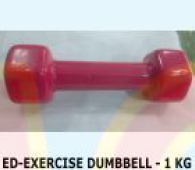 ED-EXERCISE DUMBBELL - 1 KG